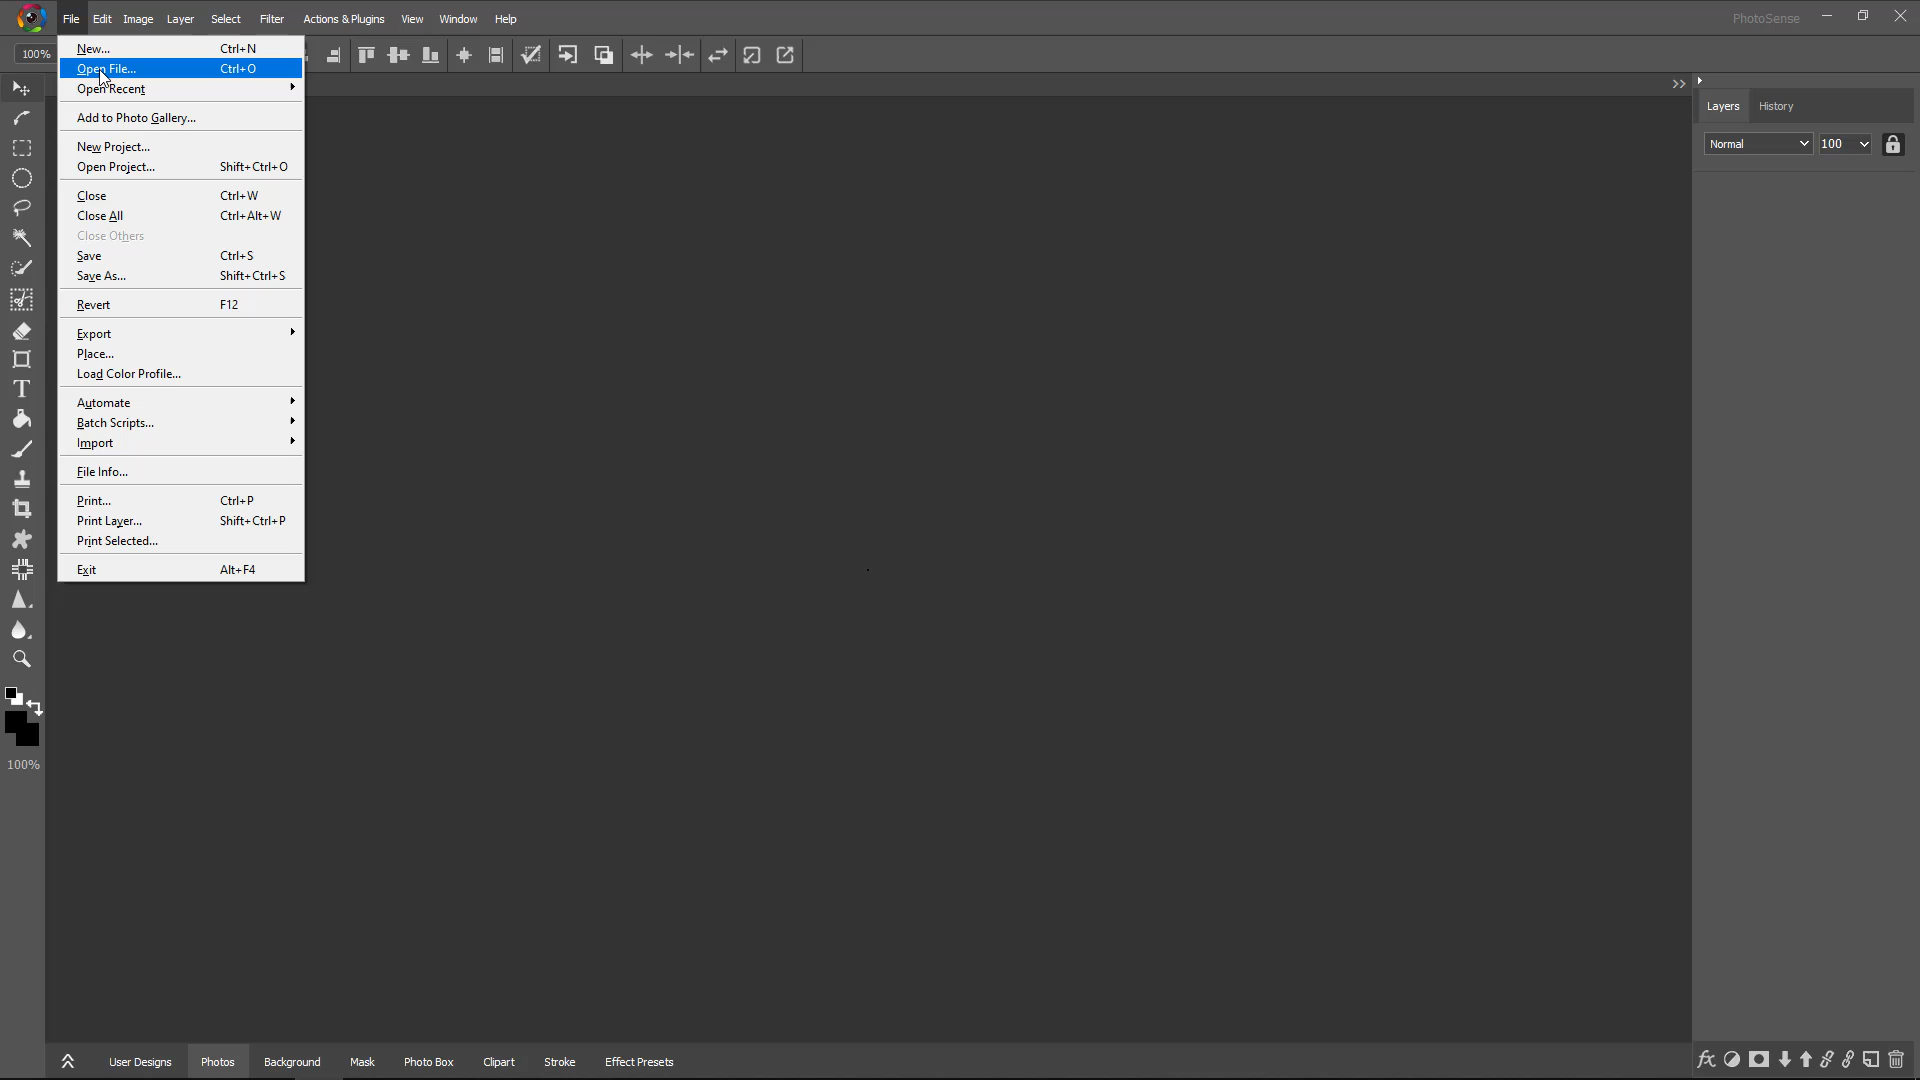 File Edit Image Layer Select Filter Actions & Plugins View Window Help PhotoSense
100%
New... Ctrl+N
Open File... Ctrl+O
Open Recent
Add to Photo Gallery...
New Project...
Open Project... Shift+Ctrl+O
Close Ctrl+W
Close All Ctrl+Alt+W
Close Others
Save Ctrl+S
Save As... Shift+Ctrl+S
Revert F12
Export
Place...
Load Color Profile...
Automate
Batch Scripts...
Import
File Info...
Print... Ctrl+P
Print Layer... Shift+Ctrl+P
Print Selected...
Exit Alt+F4
T
100%
Layers History
Normal 100
User Designs Photos Background Mask Photo Box Clipart Stroke Effect Presets
fx